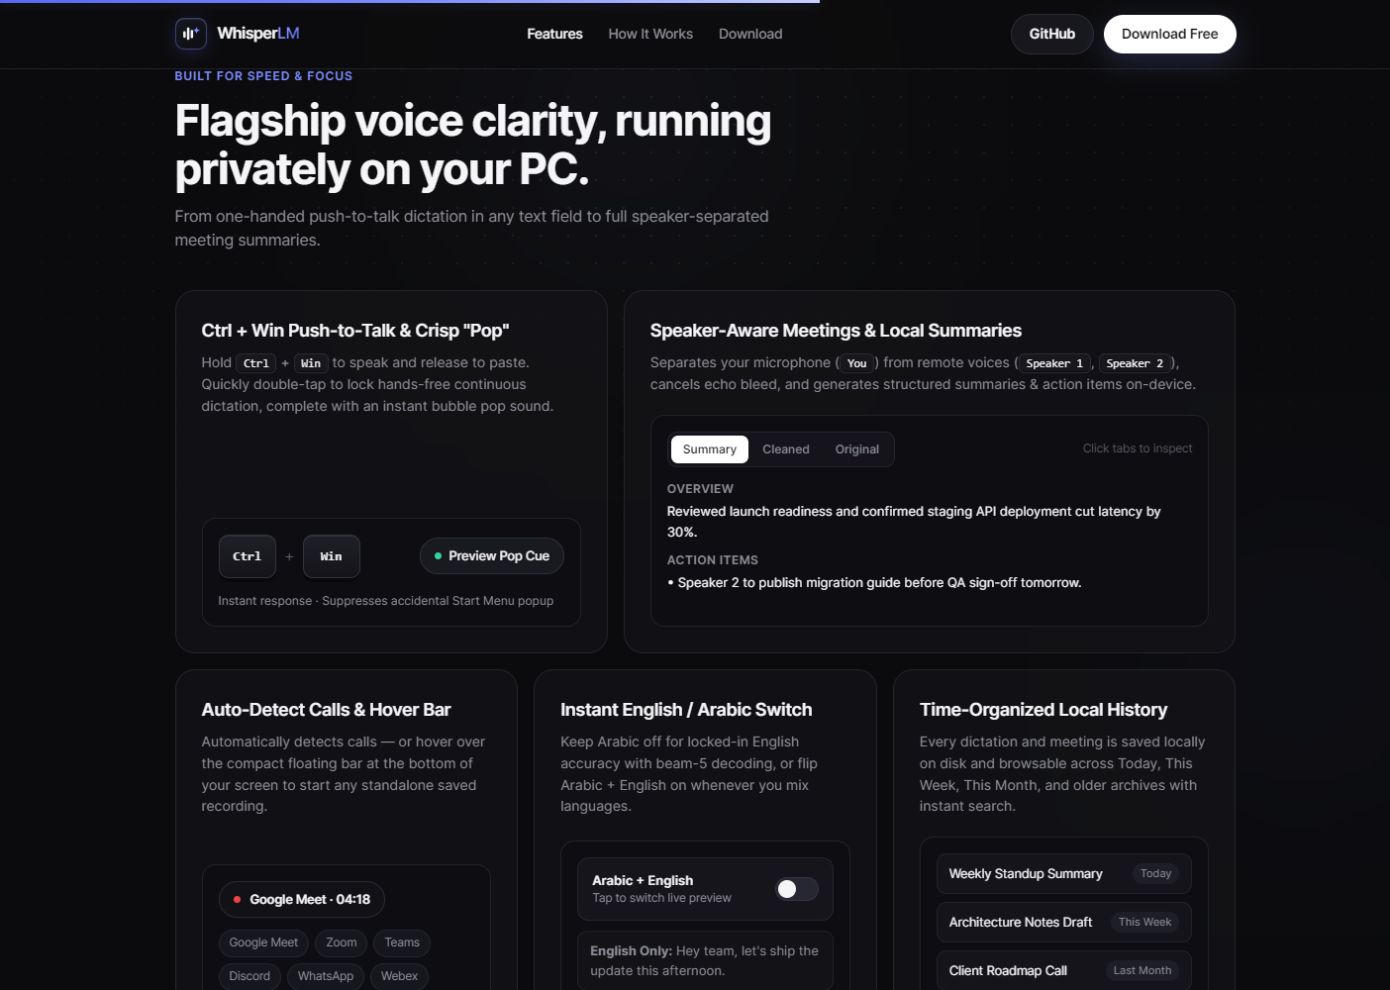 WhisperLM
Features
How It Works
Download
GitHub
Download Free
BUILT FOR SPEED & FOCUS
Flagship voice clarity, running
privately on your PC.
From one-handed push-to-talk dictation in any text field to full speaker-separated
meeting summaries.
Ctrl + Win Push-to-Talk & Crisp "Pop"
Hold Ctrl + Win to speak and release to paste.
Quickly double-tap to lock hands-free continuous
dictation, complete with an instant bubble pop sound.
Ctrl + Win
Preview Pop Cue
Instant response · Suppresses accidental Start Menu popup
Speaker-Aware Meetings & Local Summaries
Separates your microphone (You) from remote voices (Speaker 1, Speaker 2),
cancels echo bleed, and generates structured summaries & action items on-device.
Summary
Cleaned
Original
Click tabs to inspect
OVERVIEW
Reviewed launch readiness and confirmed staging API deployment cut latency by
30%.
ACTION ITEMS
• Speaker 2 to publish migration guide before QA sign-off tomorrow.
Auto-Detect Calls & Hover Bar
Automatically detects calls — or hover over
the compact floating bar at the bottom of
your screen to start any standalone saved
recording.
Google Meet · 04:18
Google Meet
Zoom
Teams
Discord
WhatsApp
Webex
Instant English / Arabic Switch
Keep Arabic off for locked-in English
accuracy with beam-5 decoding, or flip
Arabic + English on whenever you mix
languages.
Arabic + English
Tap to switch live preview
English Only: Hey team, let's ship the
update this afternoon.
Time-Organized Local History
Every dictation and meeting is saved locally
on disk and browsable across Today, This
Week, This Month, and older archives with
instant search.
Weekly Standup Summary
Today
Architecture Notes Draft
This Week
Client Roadmap Call
Last Month